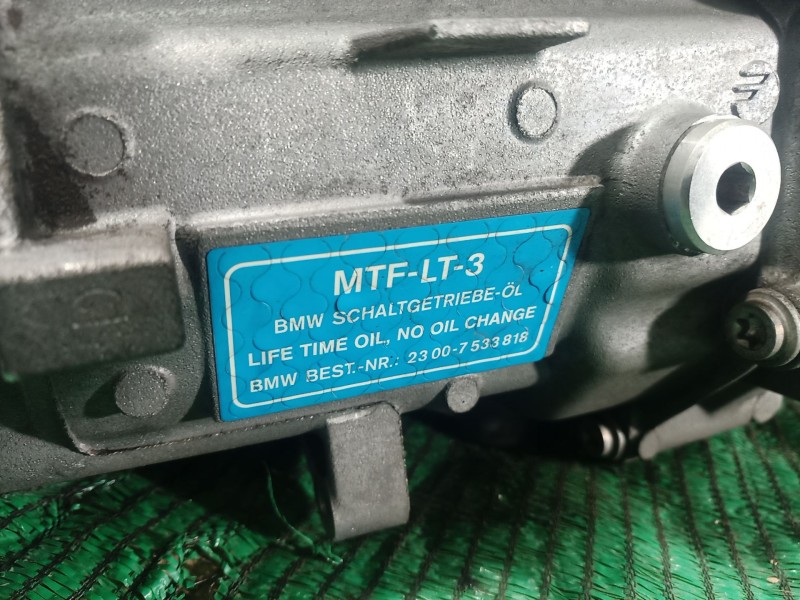 MTF-LT-3
BMW SCHALTGETRIEBE-ÖL
LIFE TIME OIL, NO OIL CHANGE
BMW BEST.-NR.: 23 00-7 533 818